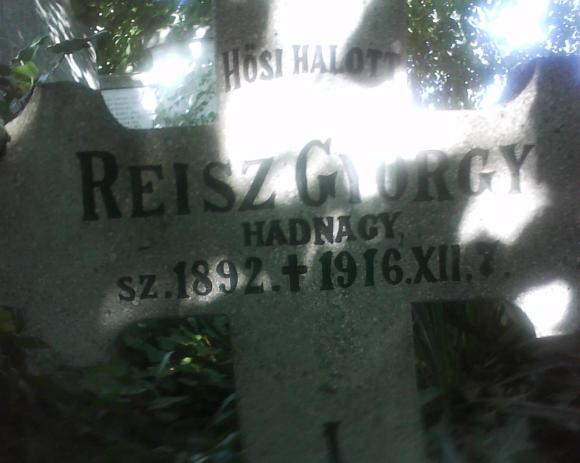 HŐSI HALOTT
REISZ GYÖRGY
HADNAGY,
SZ. 1892. ✝ 1916. XII. 7.